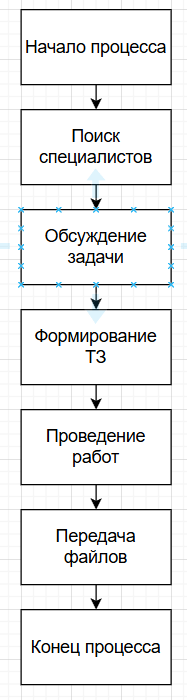 Начало процесса
Поиск
специалистов
Обсуждение
задачи
Формирование
ТЗ
Проведение
работ
Передача
файлов
Конец процесса